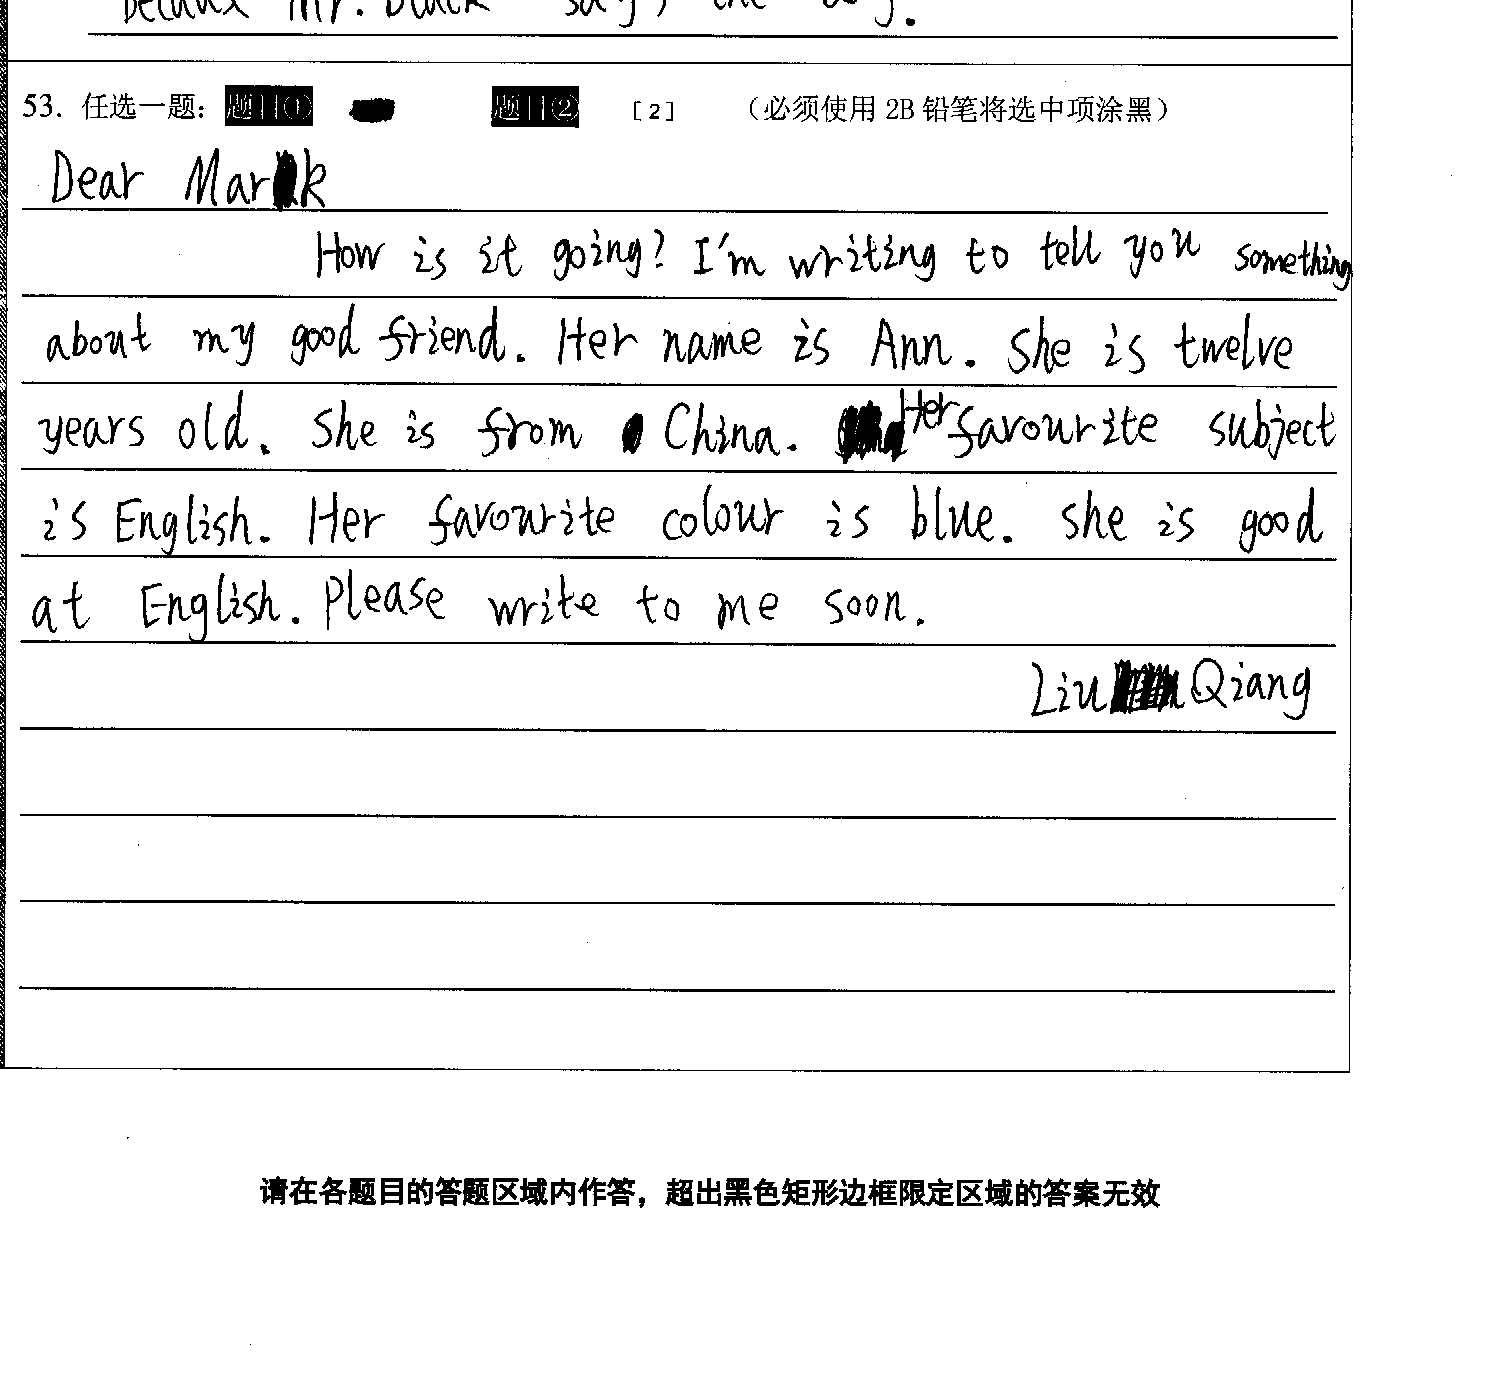 Mr. Black say, the
53. 任选一题: 题目① 题目② [2] (必须使用 2B 铅笔将选中项涂黑)
Dear Mark
How is it going? I'm writing to tell you something
about my good friend. Her name is Ann. She is twelve
years old. She is from China. Her favourite subject
is English. Her favourite colour is blue. She is good
at English. Please write to me soon.
Liu Qiang
请在各题目的答题区域内作答，超出黑色矩形边框限定区域的答案无效